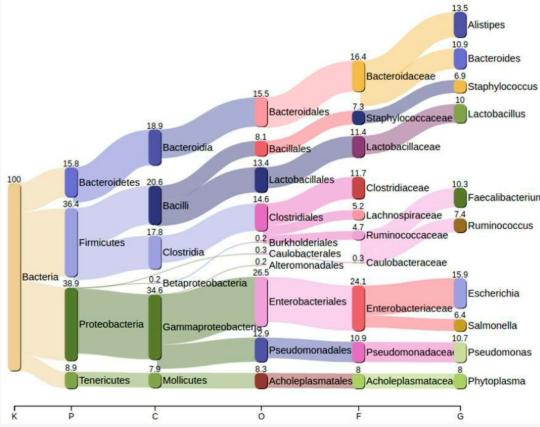 100
Bacteria
15.8
Bacteroidetes
36.4
Firmicutes
38.9
Proteobacteria
8.9
Tenericutes
18.9
Bacteroidia
20.6
Bacilli
17.8
Clostridia
0.2
Betaproteobacteria
34.6
Gammaproteobacteria
7.9
Mollicutes
15.5
Bacteroidales
8.1
Bacillales
13.4
Lactobacillales
14.6
Clostridiales
0.2
Burkholderiales
0.3
Caulobacterales
0.2
Alteromonadales
26.5
Enterobacteriales
12.9
Pseudomonadales
8.3
Acholeplasmatales
16.4
Bacteroidaceae
7.3
Staphylococcaceae
11.4
Lactobacillaceae
11.7
Clostridiaceae
5.2
Lachnospiraceae
4.7
Ruminococcaceae
0.3
Caulobacteraceae
24.1
Enterobacteriaceae
10.9
Pseudomonadaceae
8
Acholeplasmataceae
13.5
Alistipes
10.9
Bacteroides
6.9
Staphylococcus
10
Lactobacillus
10.3
Faecalibacterium
7.4
Ruminococcus
15.9
Escherichia
6.4
Salmonella
10.7
Pseudomonas
8
Phytoplasma
K P C O F G